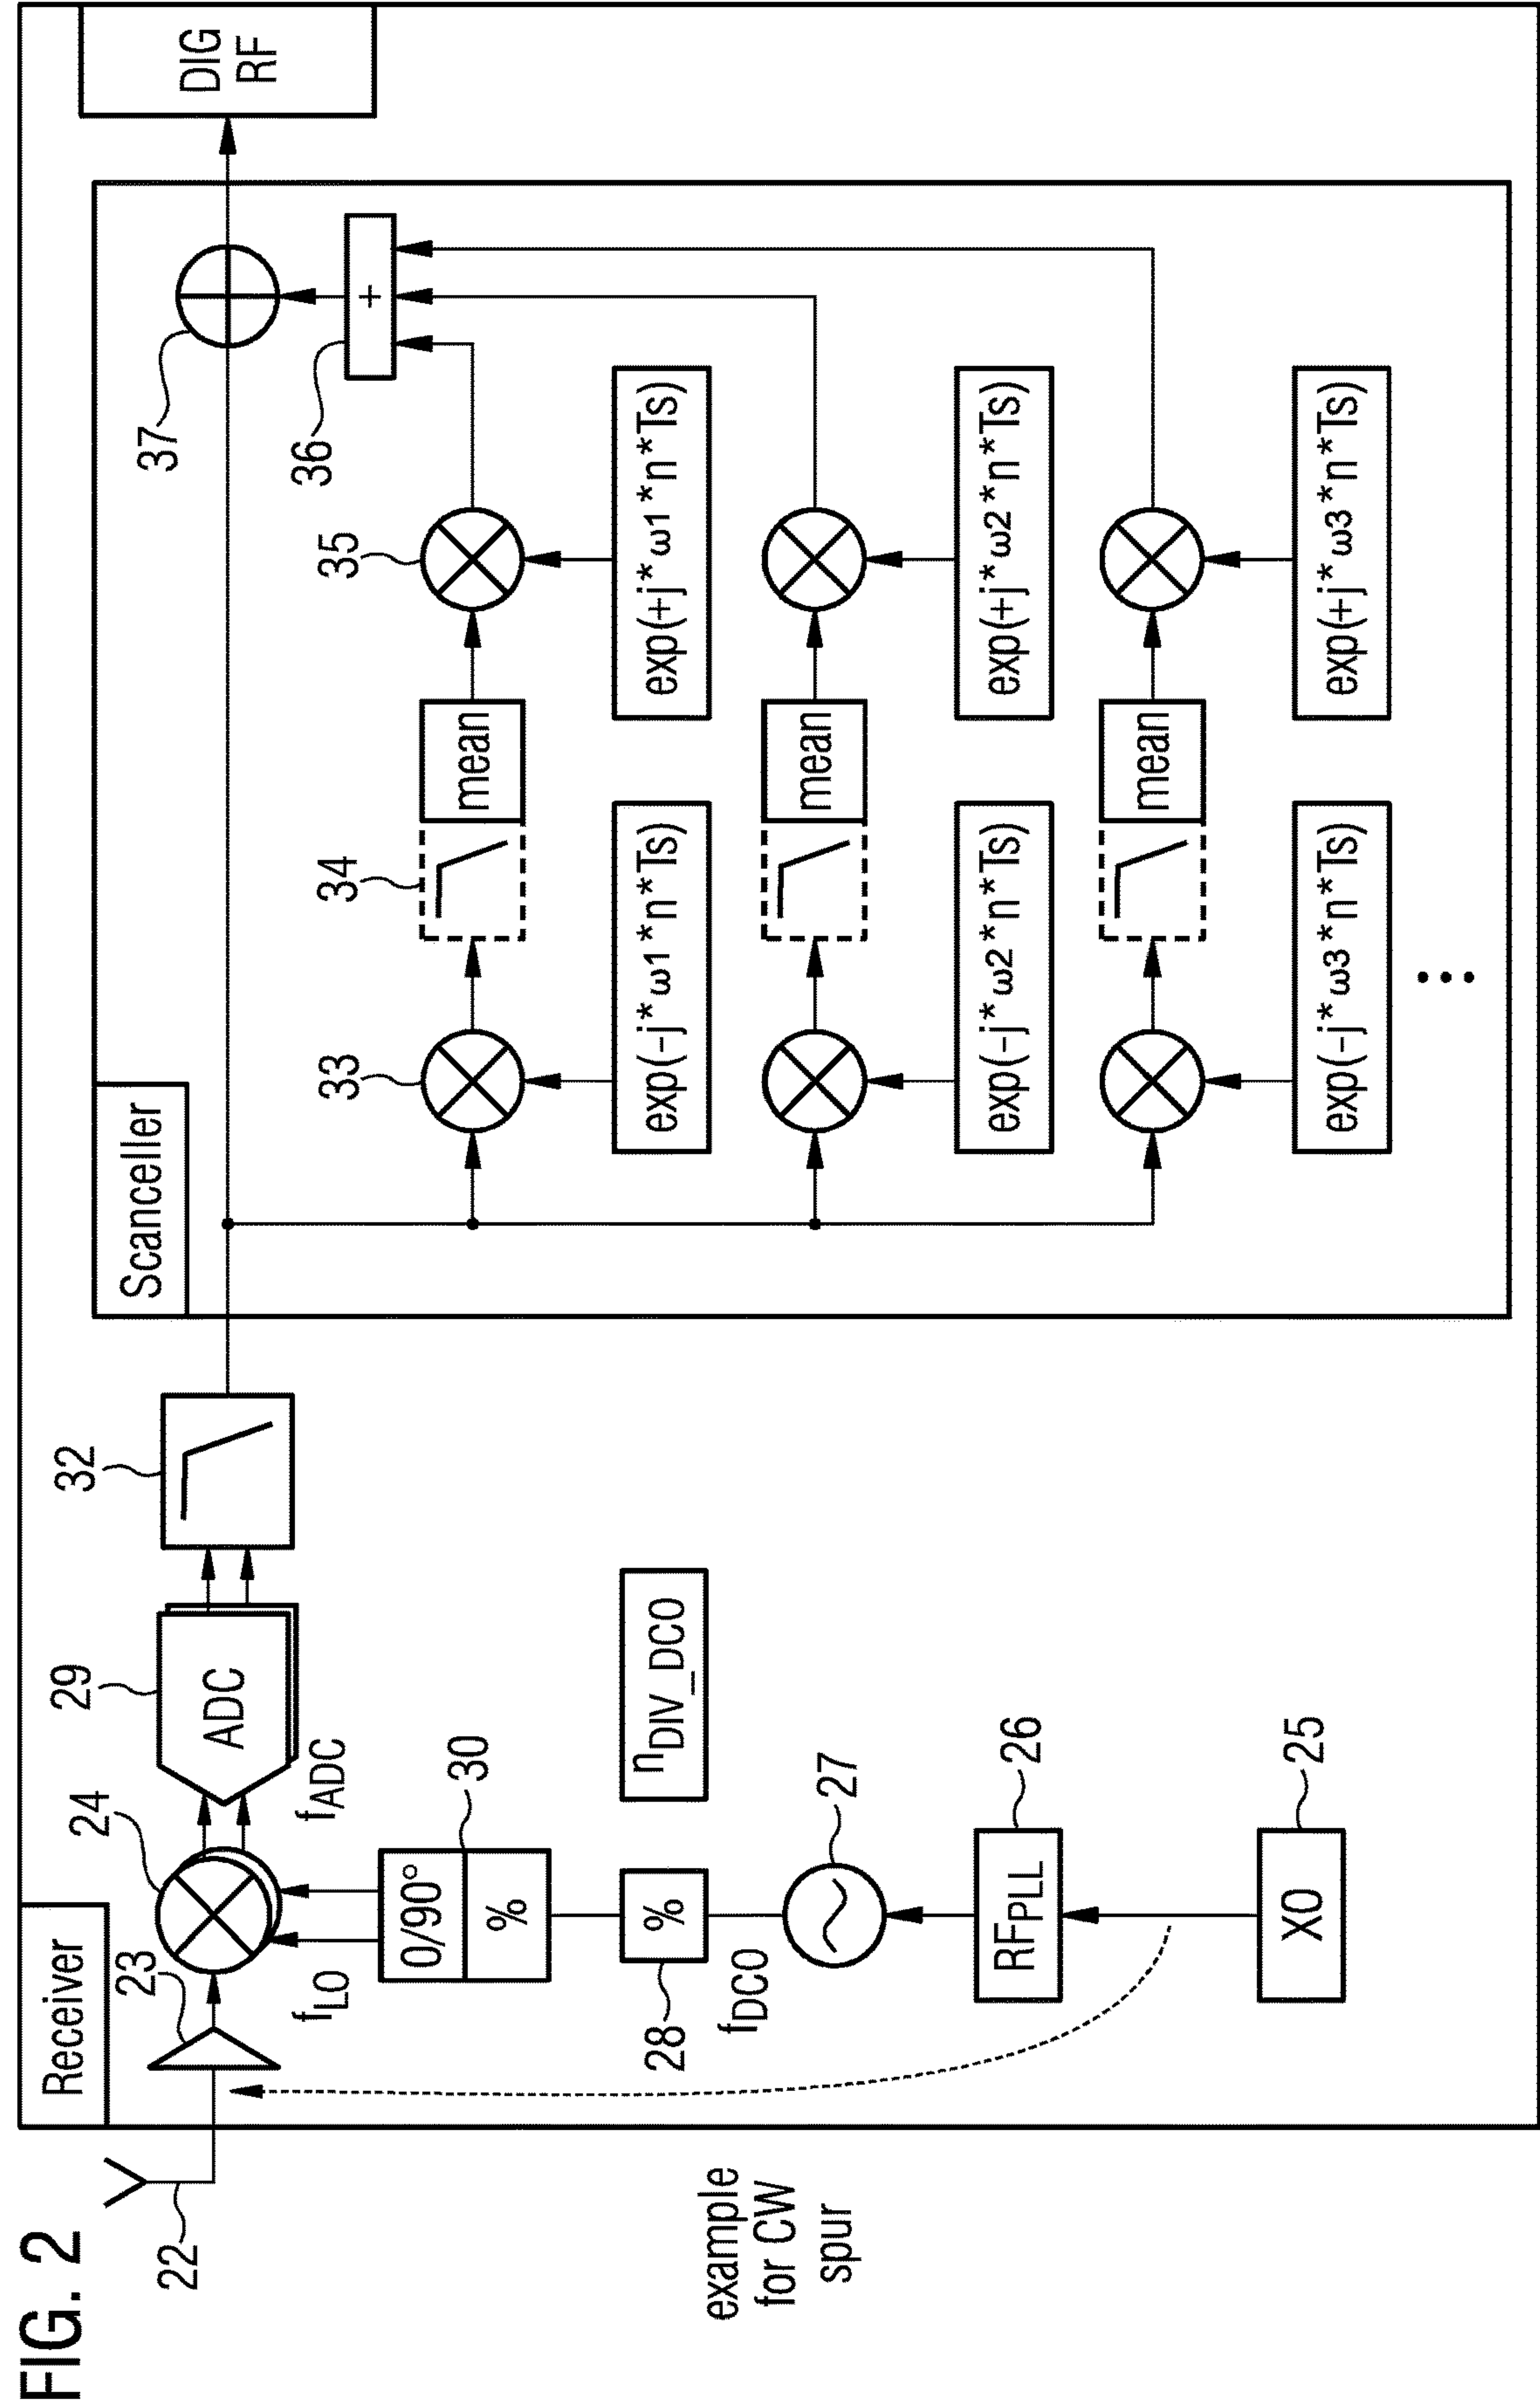 FIG. 2
22
example
for CW
spur
Receiver
23
24
29
ADC
32
f_LO
f_ADC
0/90°
%
30
%
28
n_DIV_DCO
f_DCO
27
RF_PLL
26
XO
25
Scanceller
33
34
mean
35
36
+
37
DIG
RF
exp(–j*ω1*n*Ts)
exp(+j*ω1*n*Ts)
mean
exp(–j*ω2*n*Ts)
exp(+j*ω2*n*Ts)
mean
exp(–j*ω3*n*Ts)
exp(+j*ω3*n*Ts)